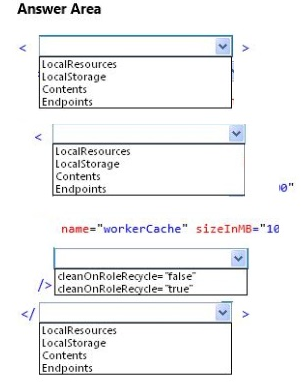 Answer Area
< >
LocalResources
LocalStorage
Contents
Endpoints
<
LocalResources
LocalStorage
Contents
Endpoints
0"
name="workerCache" sizeInMB="10
cleanOnRoleRecycle="false"
/> cleanOnRoleRecycle="true"
</ >
LocalResources
LocalStorage
Contents
Endpoints